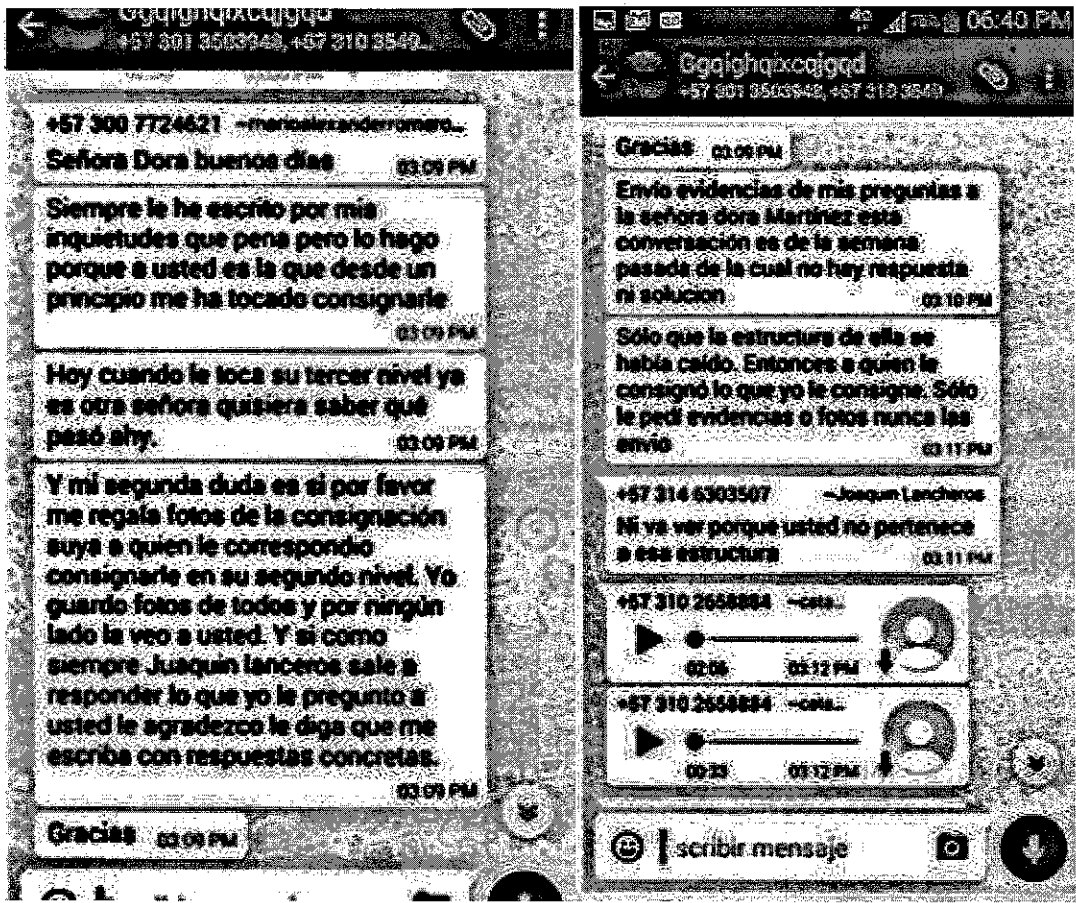 Ggqighqixcqjgqd
+57 301 3503948, +57 310 3549...
+57 300 7724621 ~marioalexanderromero...
Señora Dora buenos días 03:09 PM
Siempre le he escrito por mis
inquietudes que pena pero lo hago
porque a usted es la que desde un
principio me ha tocado consignarle
03:09 PM
Hoy cuando le toca su tercer nivel ya
es otra señora quisiera saber qué
pasó ahy. 03:09 PM
Y mi segunda duda es si por favor
me regala fotos de la consignación
suya a quien le correspondio
consignarle en su segundo nivel. Yo
guardo fotos de todos y por ningún
lado la veo a usted. Y si como
siempre Juaquin lanceros sale a
responder lo que yo le pregunto a
usted le agradezco le diga que me
escriba con respuestas concretas.
03:09 PM
Gracias 03:09 PM
06:40 PM
Ggqighqixcqjgqd
+57 301 3503948, +57 310 3549
Gracias 03:09 PM
Envio evidencias de mis preguntas a
la señora dora Martínez esta
conversación es de la semana
pasada de la cual no hay respuesta
ni solucion 03:10 PM
Sólo que la estructura de ella se
había caído. Entonces a quien le
consignó lo que yo le consigne. Sólo
le pedí evidencias o fotos nunca las
envio 03:11 PM
+57 314 6303507 ~Joaquin Lancheros
Ni va ver porque usted no pertenece
a esa estructura 03:11 PM
+57 310 2658884 ~cata...
02:06 03:12 PM
+57 310 2658884 ~cata...
00:33 03:12 PM
scribir mensaje